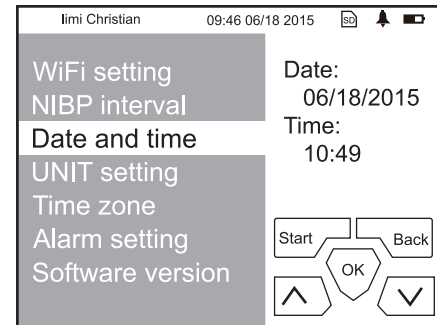 limi Christian 09:46 06/18 2015 SD
WiFi setting
NIBP interval
Date and time
UNIT setting
Time zone
Alarm setting
Software version
Date:
06/18/2015
Time:
10:49
Start
Back
OK